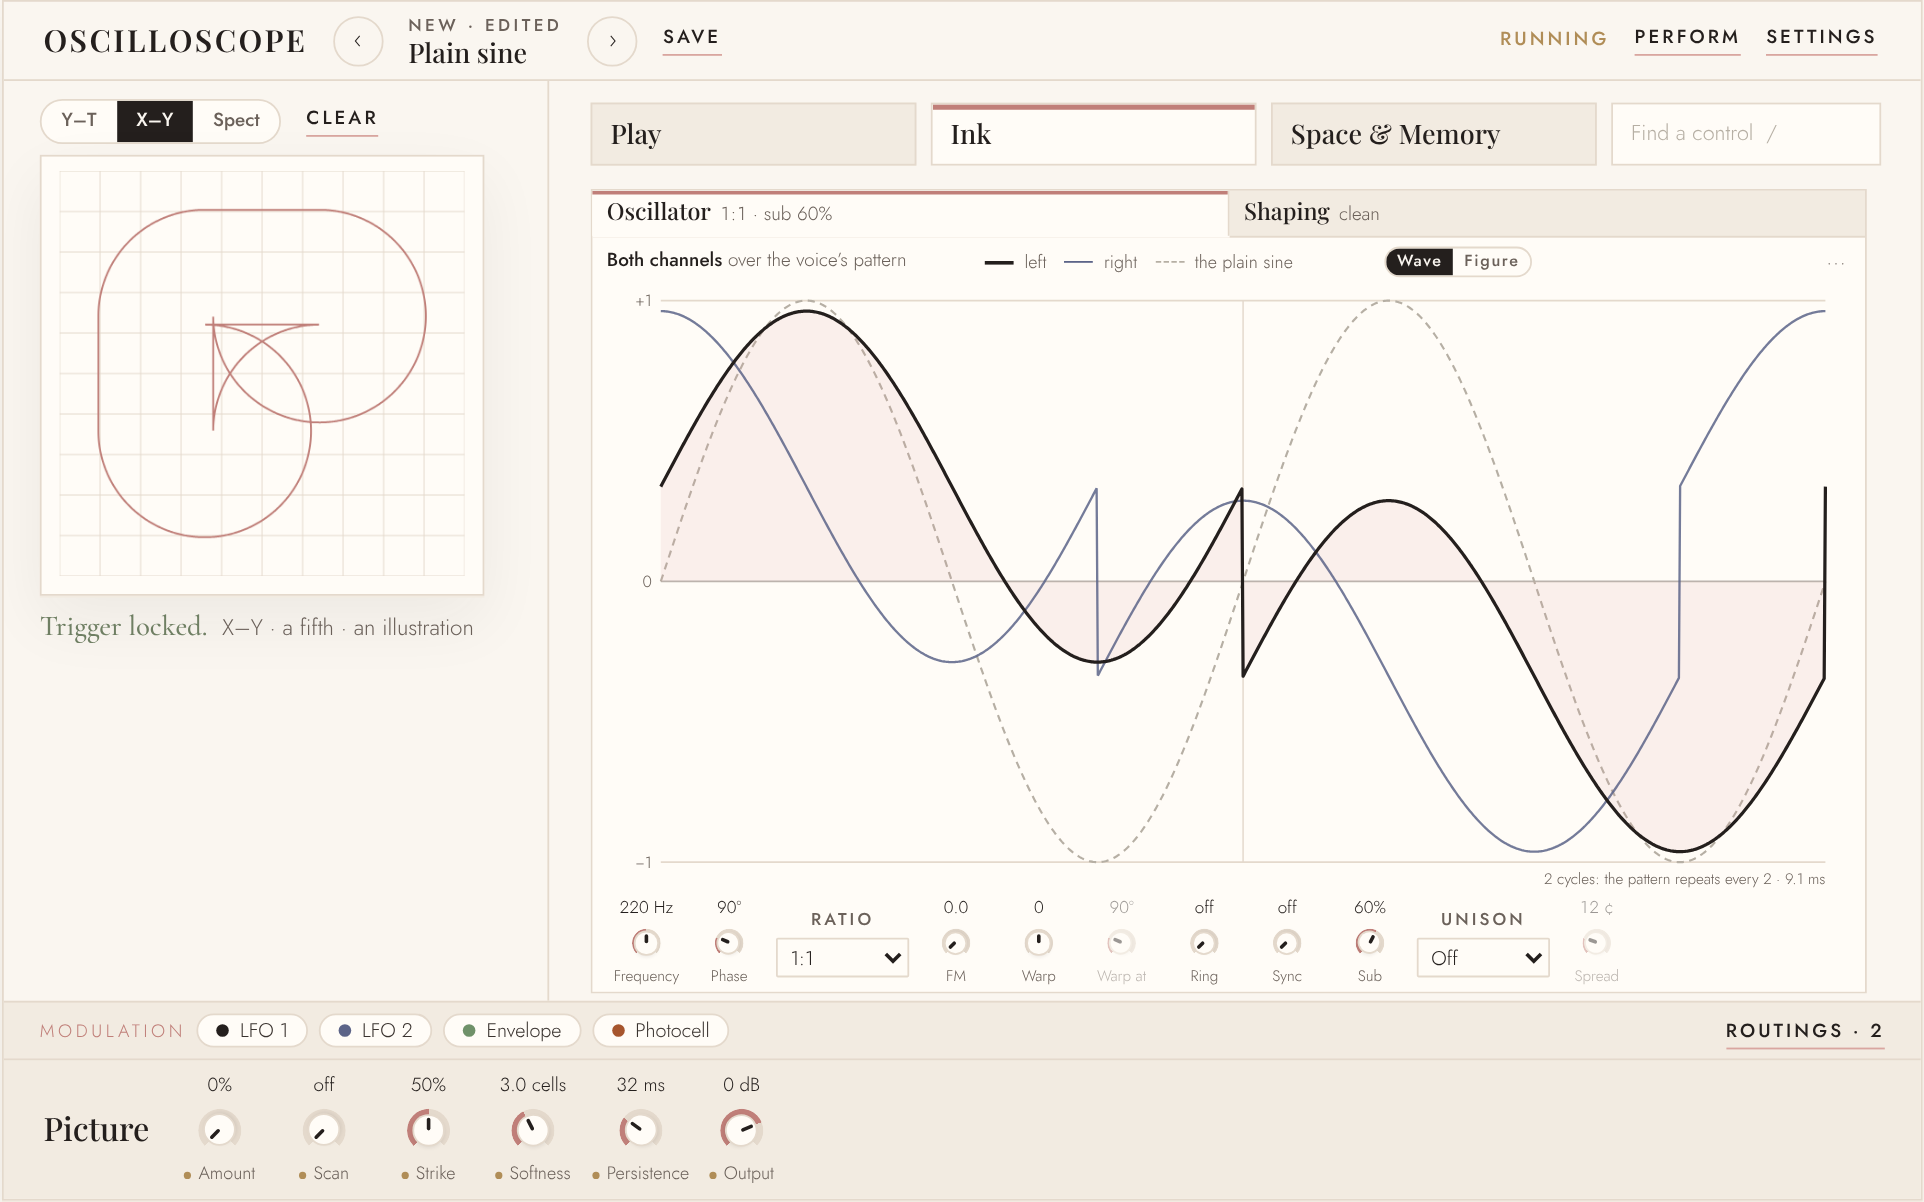 OSCILLOSCOPE
‹
NEW · EDITED
Plain sine
›
SAVE
RUNNING
PERFORM
SETTINGS
Y–T
X–Y
Spect
CLEAR
Trigger locked. X–Y · a fifth · an illustration
Play
Ink
Space & Memory
Find a control /
Oscillator 1:1 · sub 60%
Shaping clean
Both channels over the voice’s pattern
left
right
the plain sine
Wave
Figure
...
+1
0
−1
2 cycles: the pattern repeats every 2 · 9.1 ms
220 Hz
Frequency
90°
Phase
RATIO
1:1
0.0
FM
0
Warp
90°
Warp at
off
Ring
off
Sync
60%
Sub
UNISON
Off
12 ¢
Spread
MODULATION
LFO 1
LFO 2
Envelope
Photocell
ROUTINGS · 2
Picture
0%
Amount
off
Scan
50%
Strike
3.0 cells
Softness
32 ms
Persistence
0 dB
Output